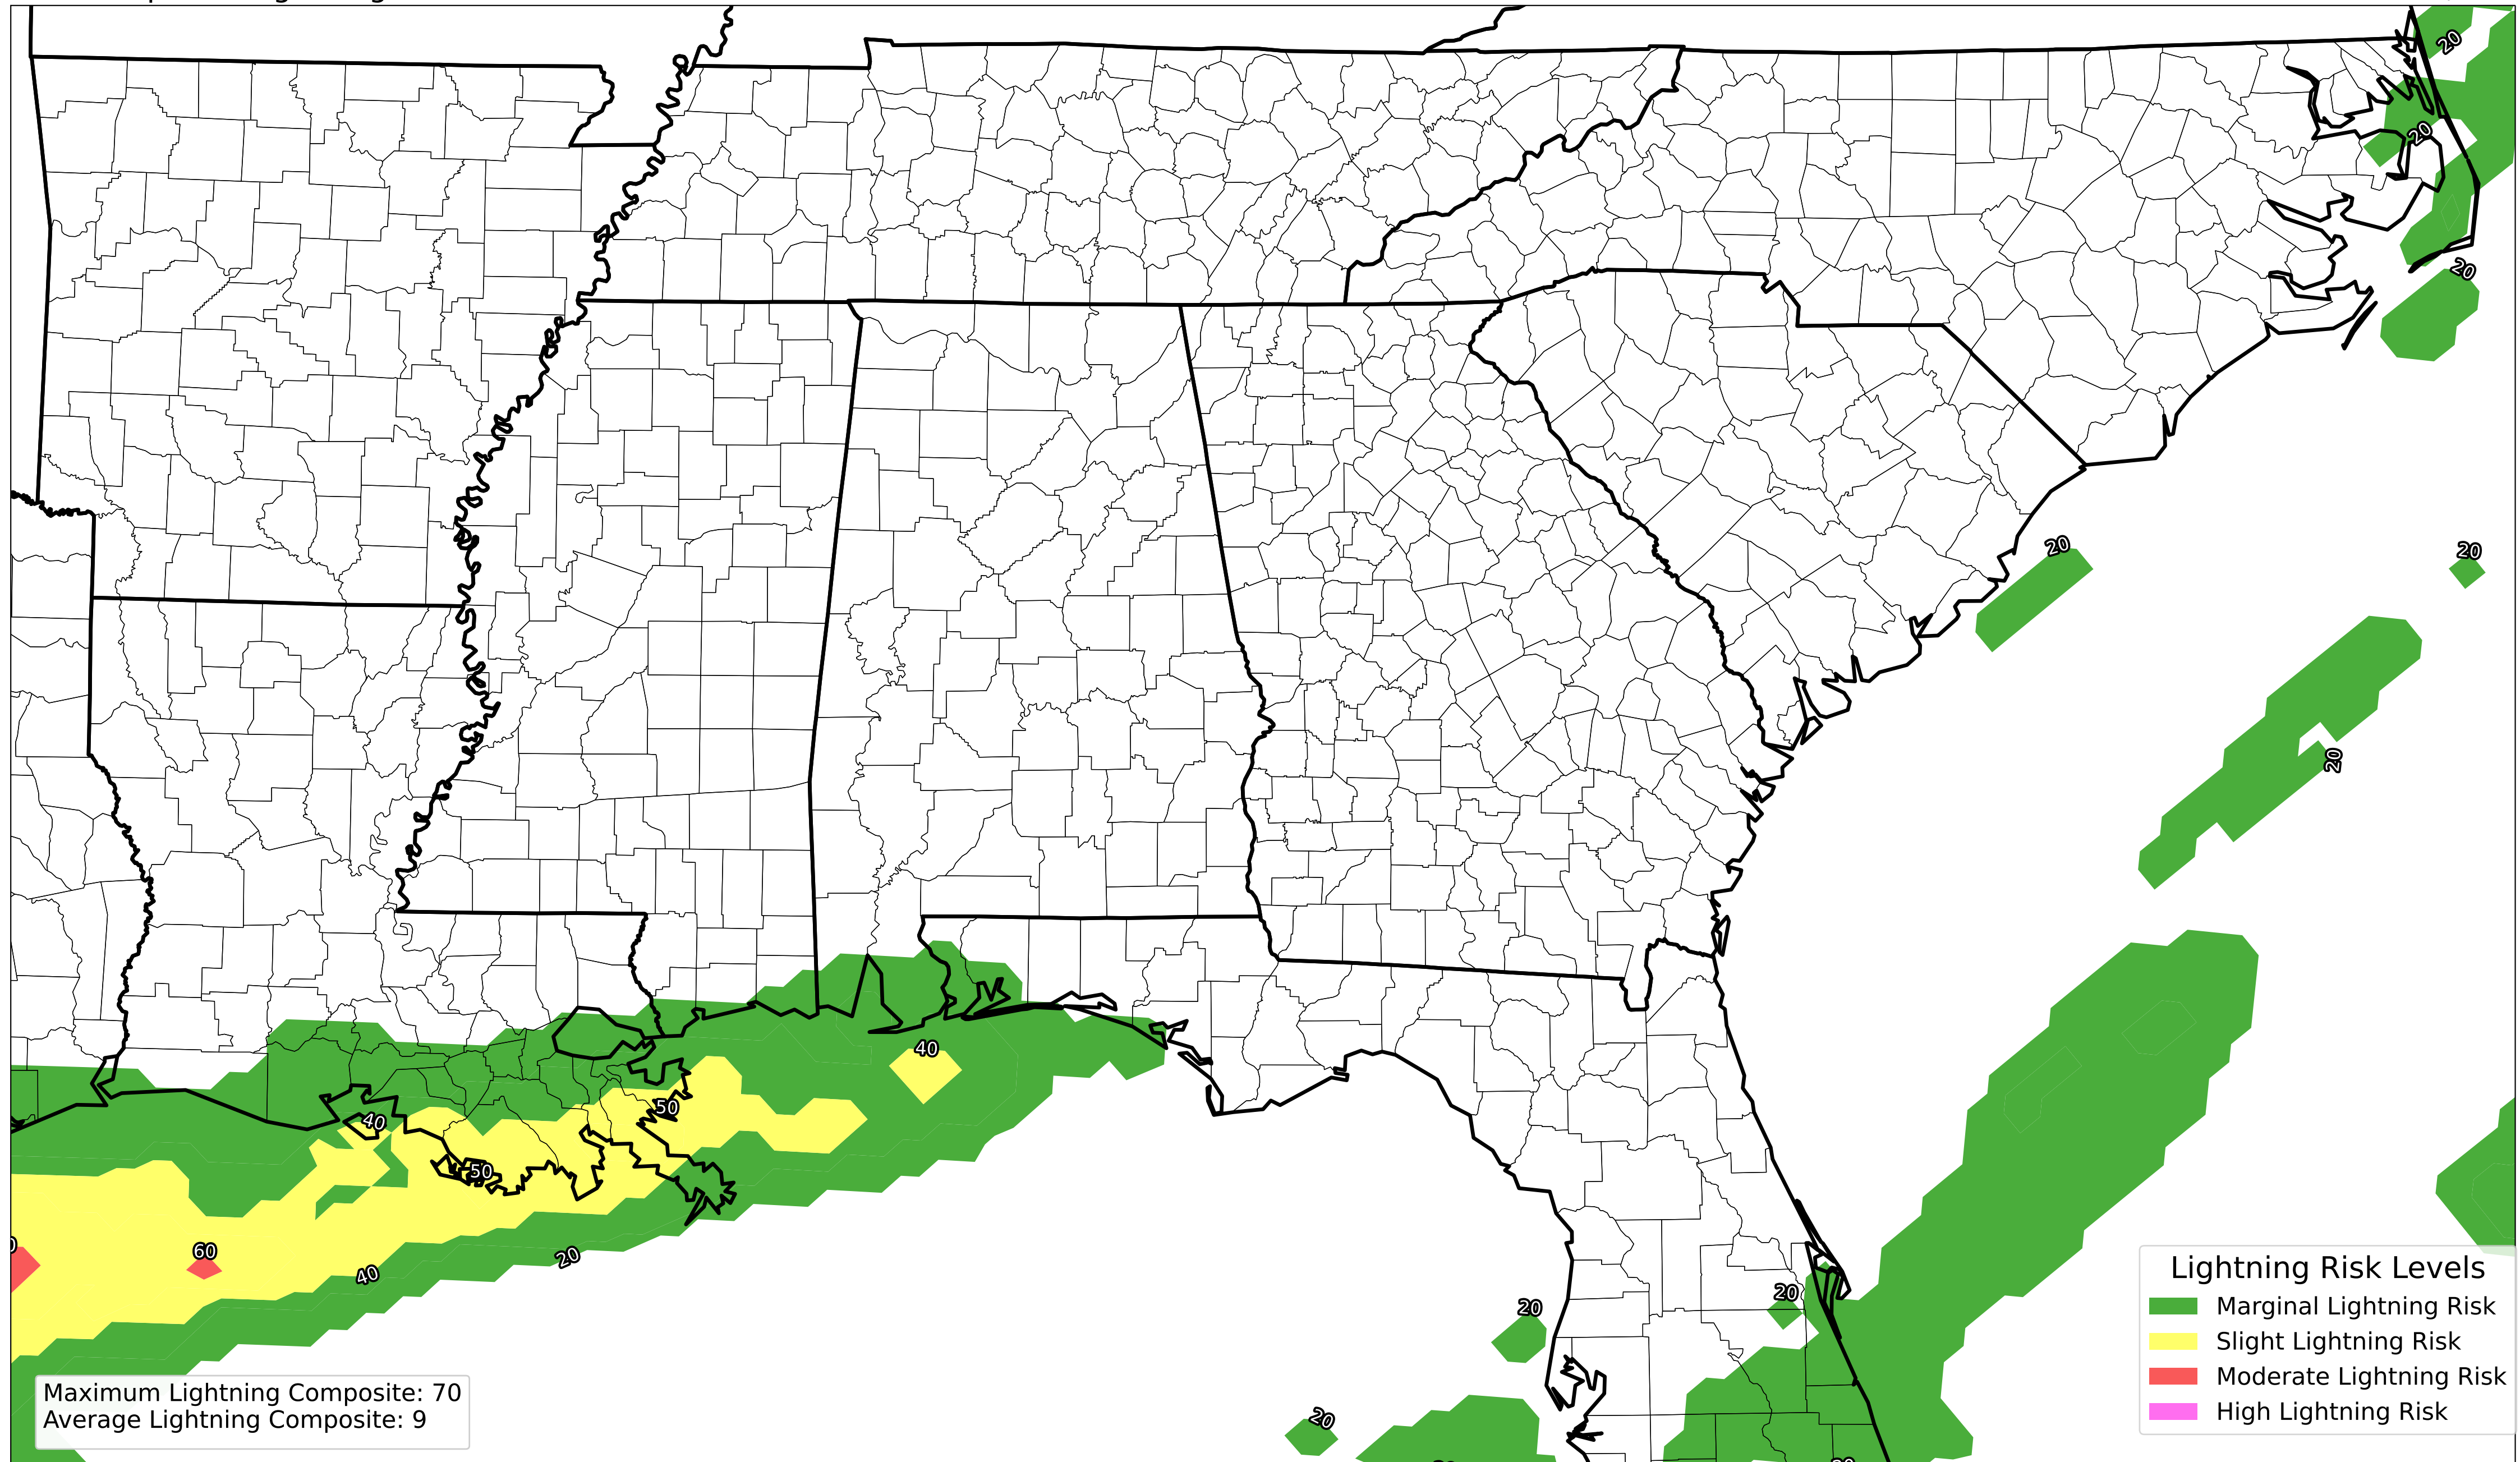 20
20
20
20
20
20
40
50
40
50
60
40
20
20
20
20
Lightning Risk Levels
Marginal Lightning Risk
Slight Lightning Risk
Moderate Lightning Risk
High Lightning Risk
Maximum Lightning Composite: 70
Average Lightning Composite: 9